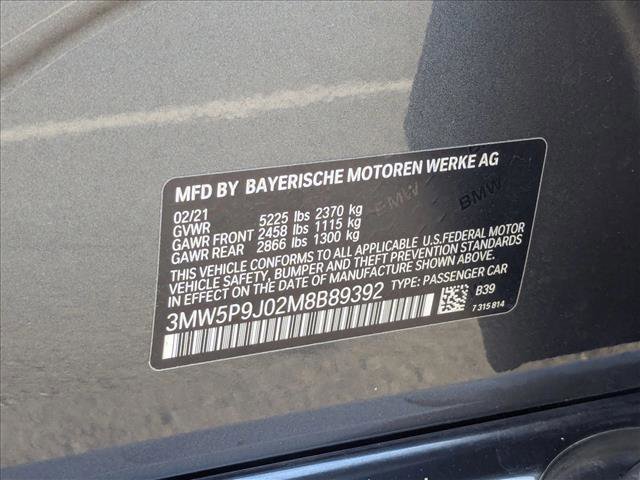 MFD BY BAYERISCHE MOTOREN WERKE AG
02/21
GVWR 5225 lbs 2370 kg
GAWR FRONT 2458 lbs 1115 kg
GAWR REAR 2866 lbs 1300 kg
THIS VEHICLE CONFORMS TO ALL APPLICABLE U.S.FEDERAL MOTOR
VEHICLE SAFETY, BUMPER, AND THEFT PREVENTION STANDARDS
IN EFFECT ON THE DATE OF MANUFACTURE SHOWN ABOVE.
3MW5P9J02M8B89392 TYPE: PASSENGER CAR
B39
7 315 814
BMW
BMW